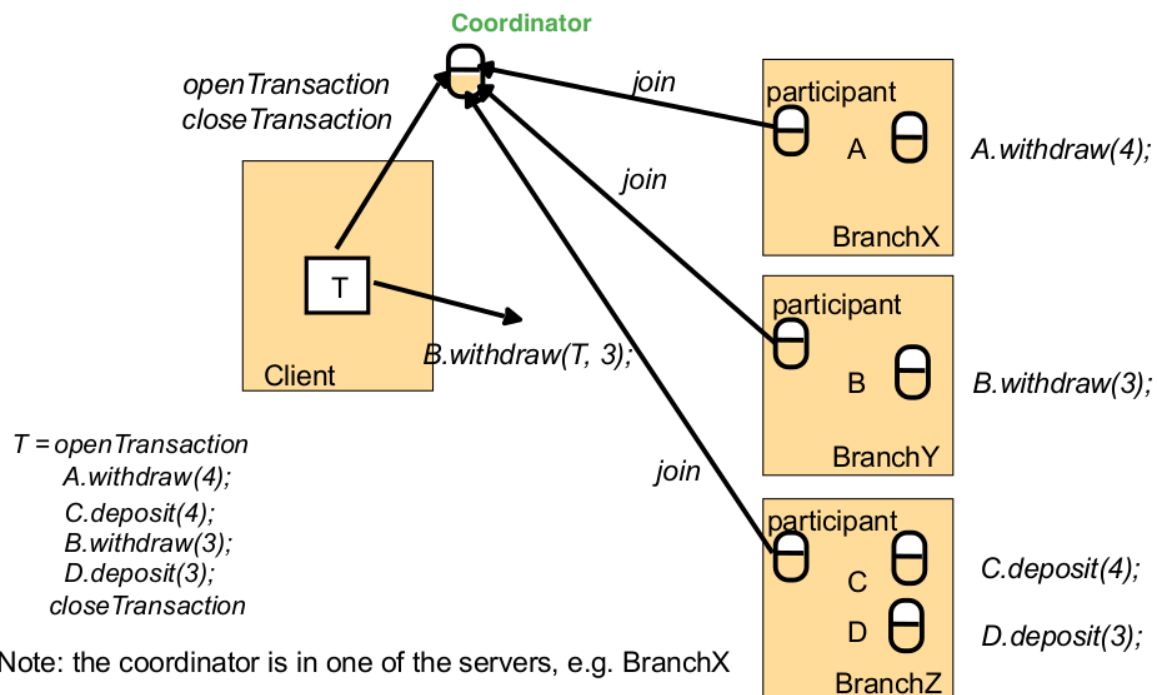 Coordinator
openTransaction
closeTransaction
join
participant
A
A.withdraw(4);
BranchX
join
T
participant
B.withdraw(T, 3);
Client
B
B.withdraw(3);
BranchY
T = openTransaction
A.withdraw(4);
C.deposit(4);
B.withdraw(3);
D.deposit(3);
closeTransaction
join
participant
C
C.deposit(4);
D
D.deposit(3);
BranchZ
Note: the coordinator is in one of the servers, e.g. BranchX